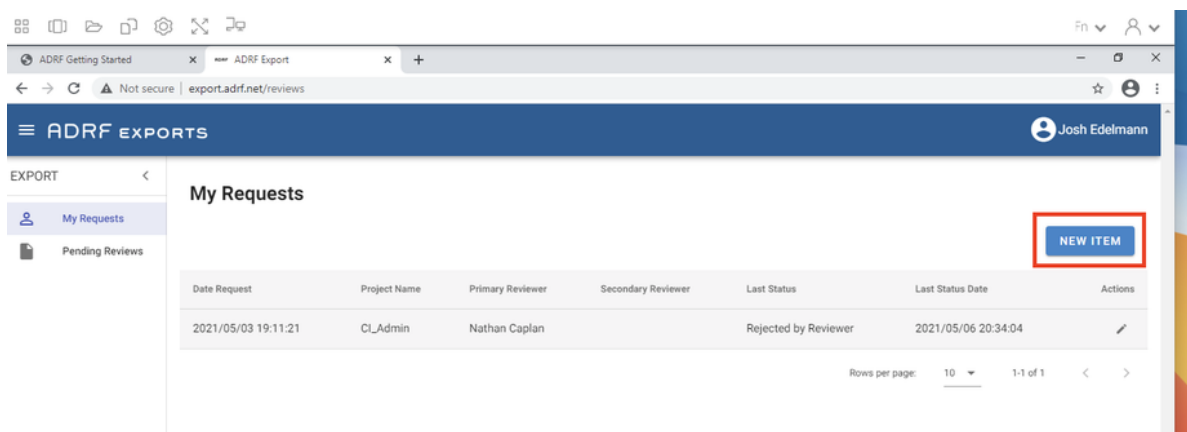 En
ADRF Getting Started ADRF Export
Not secure | export.adrf.net/reviews
ADRF EXPORTS Josh Edelmann
EXPORT
My Requests
Pending Reviews
My Requests
NEW ITEM
Date Request Project Name Primary Reviewer Secondary Reviewer Last Status Last Status Date Actions
2021/05/03 19:11:21 CI_Admin Nathan Caplan Rejected by Reviewer 2021/05/06 20:34:04
Rows per page: 10 1-1 of 1